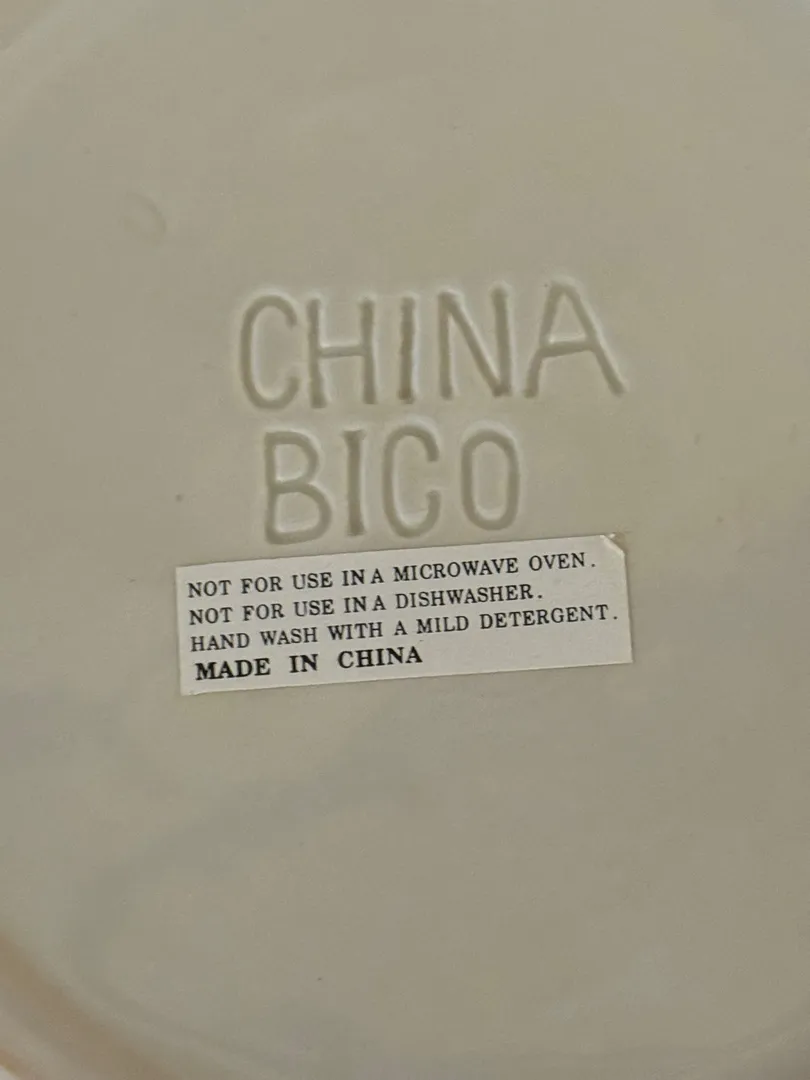 CHINA
BICO
NOT FOR USE IN A MICROWAVE OVEN.
NOT FOR USE IN A DISHWASHER.
HAND WASH WITH A MILD DETERGENT.
MADE IN CHINA